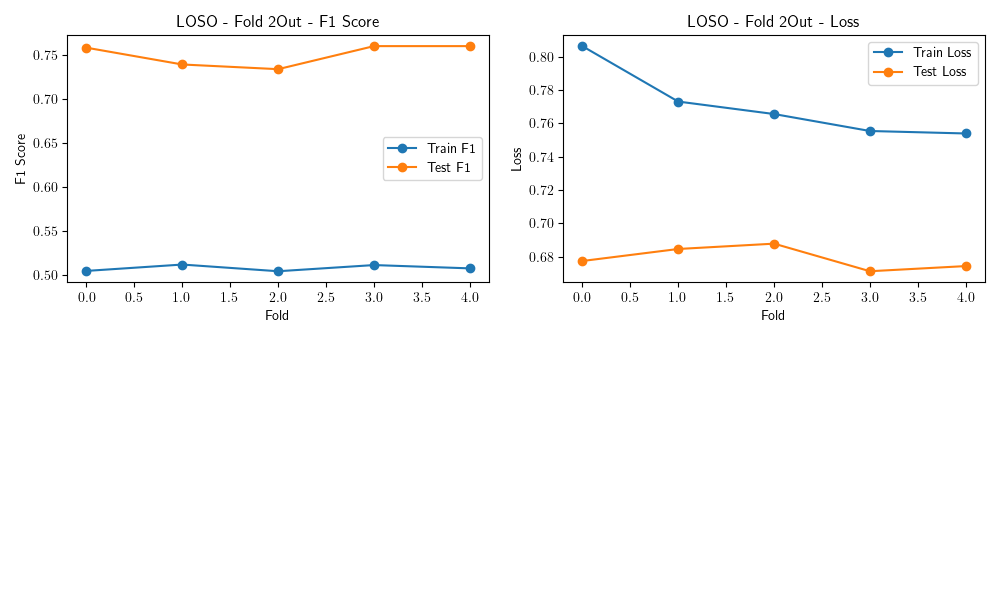 LOSO - Fold 2Out - F1 Score
0.75
0.70
0.65
0.60
0.55
0.50
F1 Score
Train F1
Test F1
0.0 0.5 1.0 1.5 2.0 2.5 3.0 3.5 4.0
Fold
LOSO - Fold 2Out - Loss
0.80
0.78
0.76
0.74
0.72
0.70
0.68
Loss
Train Loss
Test Loss
0.0 0.5 1.0 1.5 2.0 2.5 3.0 3.5 4.0
Fold